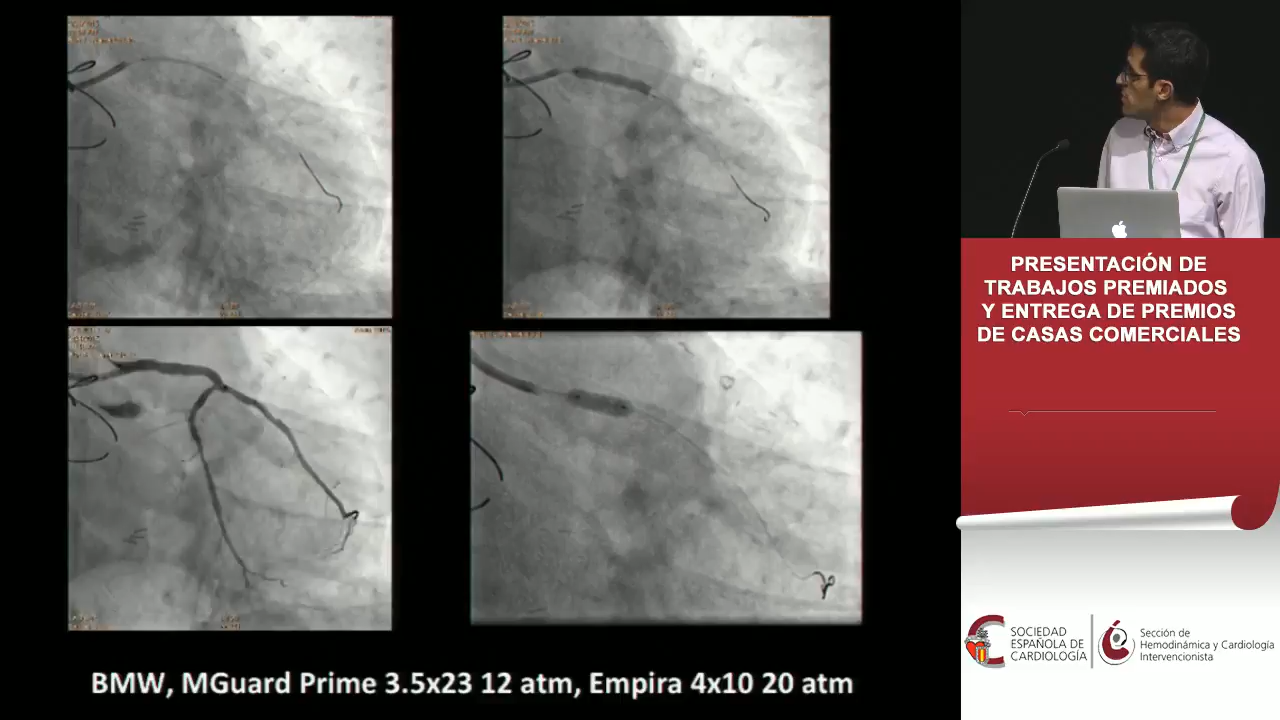 PRESENTACIÓN DE
TRABAJOS PREMIADOS
Y ENTREGA DE PREMIOS
DE CASAS COMERCIALES
SOCIEDAD
ESPAÑOLA DE
CARDIOLOGÍA
Sección de
Hemodinámica y Cardiología
Intervencionista
BMW, MGuard Prime 3.5x23 12 atm, Empira 4x10 20 atm